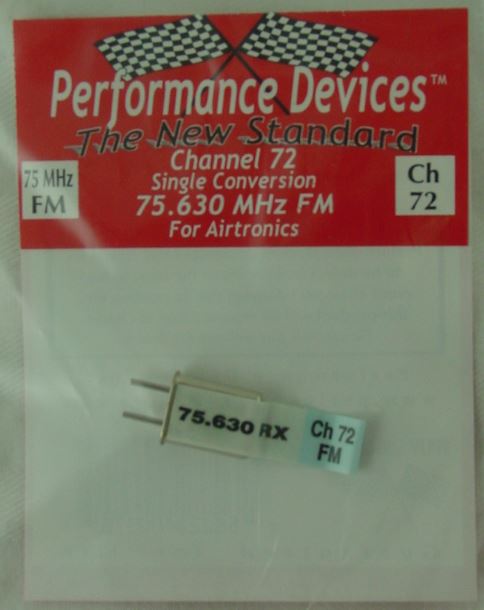 Performance Devices™
The New Standard
Channel 72
Single Conversion
75.630 MHz FM
For Airtronics
75 MHz
FM
Ch
72
75.630 RX
Ch 72
FM